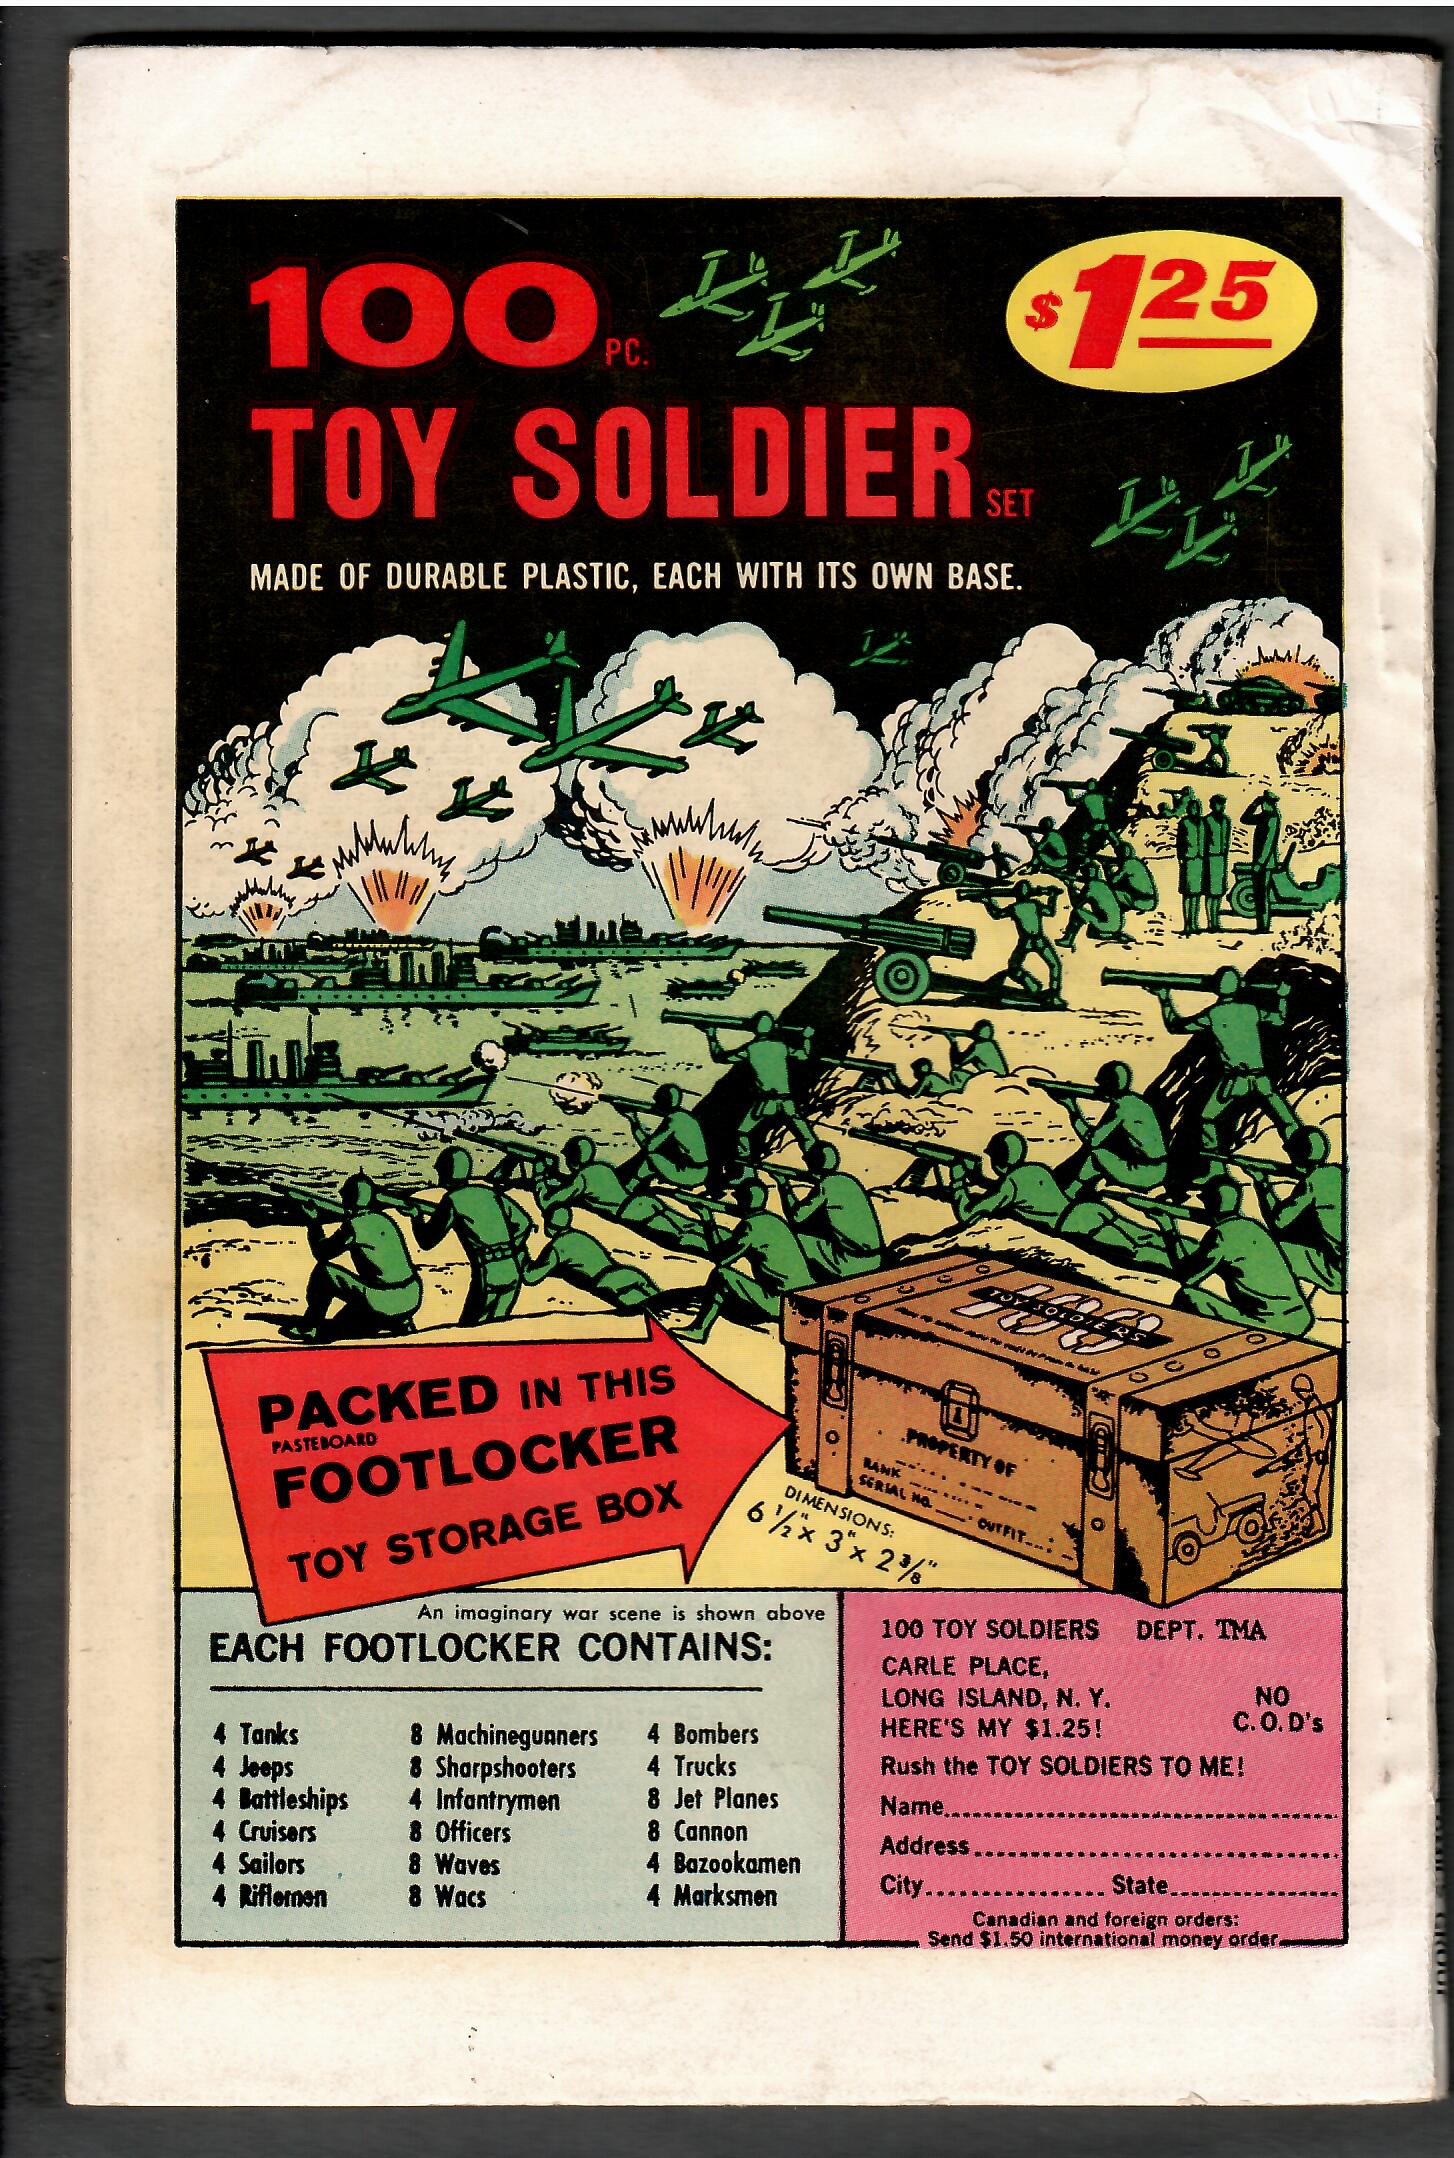 100 PC.
$1 25
TOY SOLDIER SET
MADE OF DURABLE PLASTIC, EACH WITH ITS OWN BASE.
PACKED IN THIS
PASTEBOARD
FOOTLOCKER
TOY STORAGE BOX
100
TOY SOLDIERS
PROPERTY OF
RANK
SERIAL NO.
OUTFIT
DIMENSIONS:
6 1/2" x 3" x 2 3/8"
An imaginary war scene is shown above
EACH FOOTLOCKER CONTAINS:
4 Tanks
4 Jeeps
4 Battleships
4 Cruisers
4 Sailors
4 Riflemen
8 Machinegunners
8 Sharpshooters
4 Infantrymen
8 Officers
8 Waves
8 Wacs
4 Bombers
4 Trucks
8 Jet Planes
8 Cannon
4 Bazookamen
4 Marksmen
100 TOY SOLDIERS DEPT. TMA
CARLE PLACE,
LONG ISLAND, N. Y.
HERE'S MY $1.25!
NO
C.O.D's
Rush the TOY SOLDIERS TO ME!
Name
Address
City State
Canadian and foreign orders:
Send $1.50 international money order